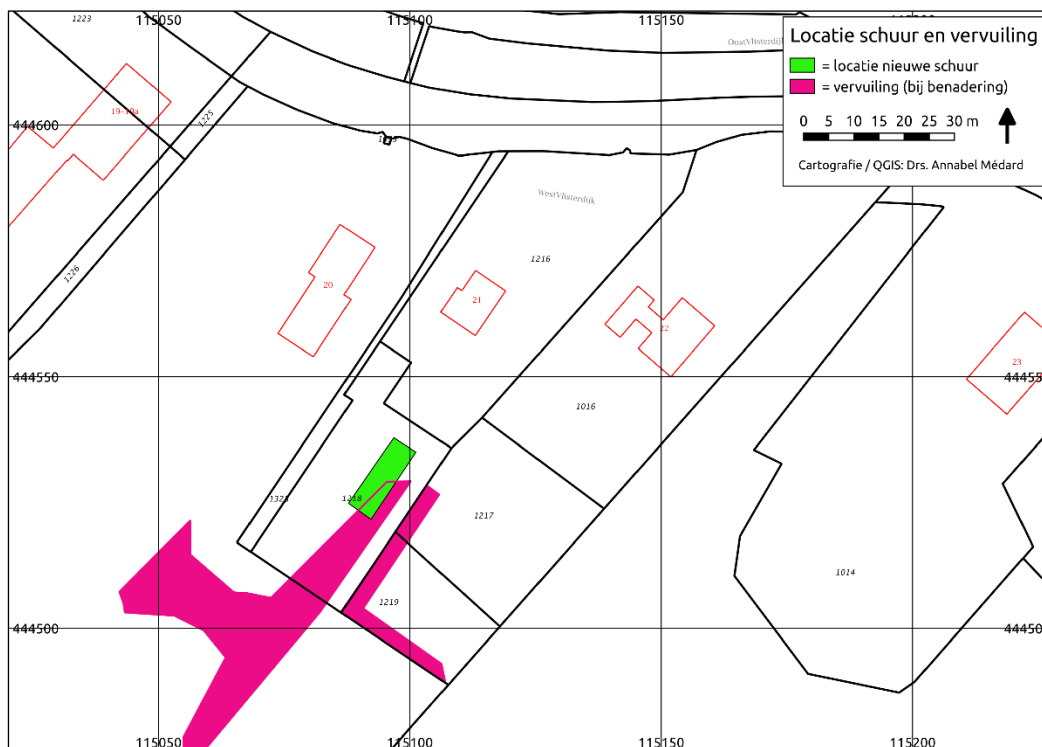 115050 115100 115150 115200
1223
OostVlisterdijk
Locatie schuur en vervuiling
= locatie nieuwe schuur
= vervuiling (bij benadering)
0 5 10 15 20 25 30 m
Cartografie / QGIS: Drs. Annabel Médard
19-19a
1225
444600
WestVlisterdijk
1216
1226
20
21
22
23
444550
1016
1218
1323
1217
1014
1219
444500
115050 115100 115150 115200